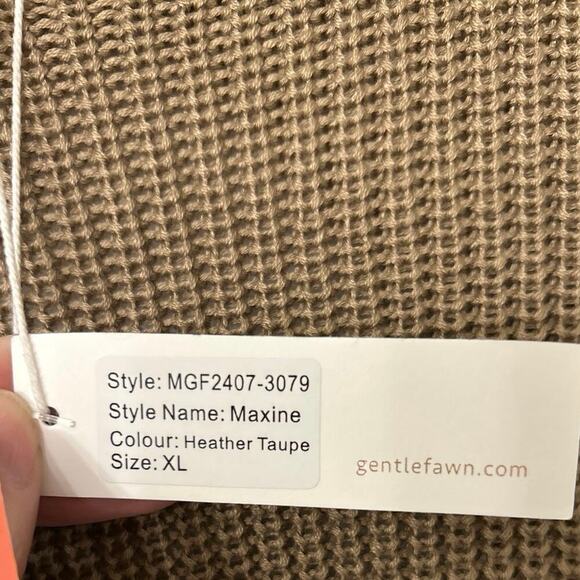 Style: MGF2407-3079
Style Name: Maxine
Colour: Heather Taupe
Size: XL
gentlefawn.com